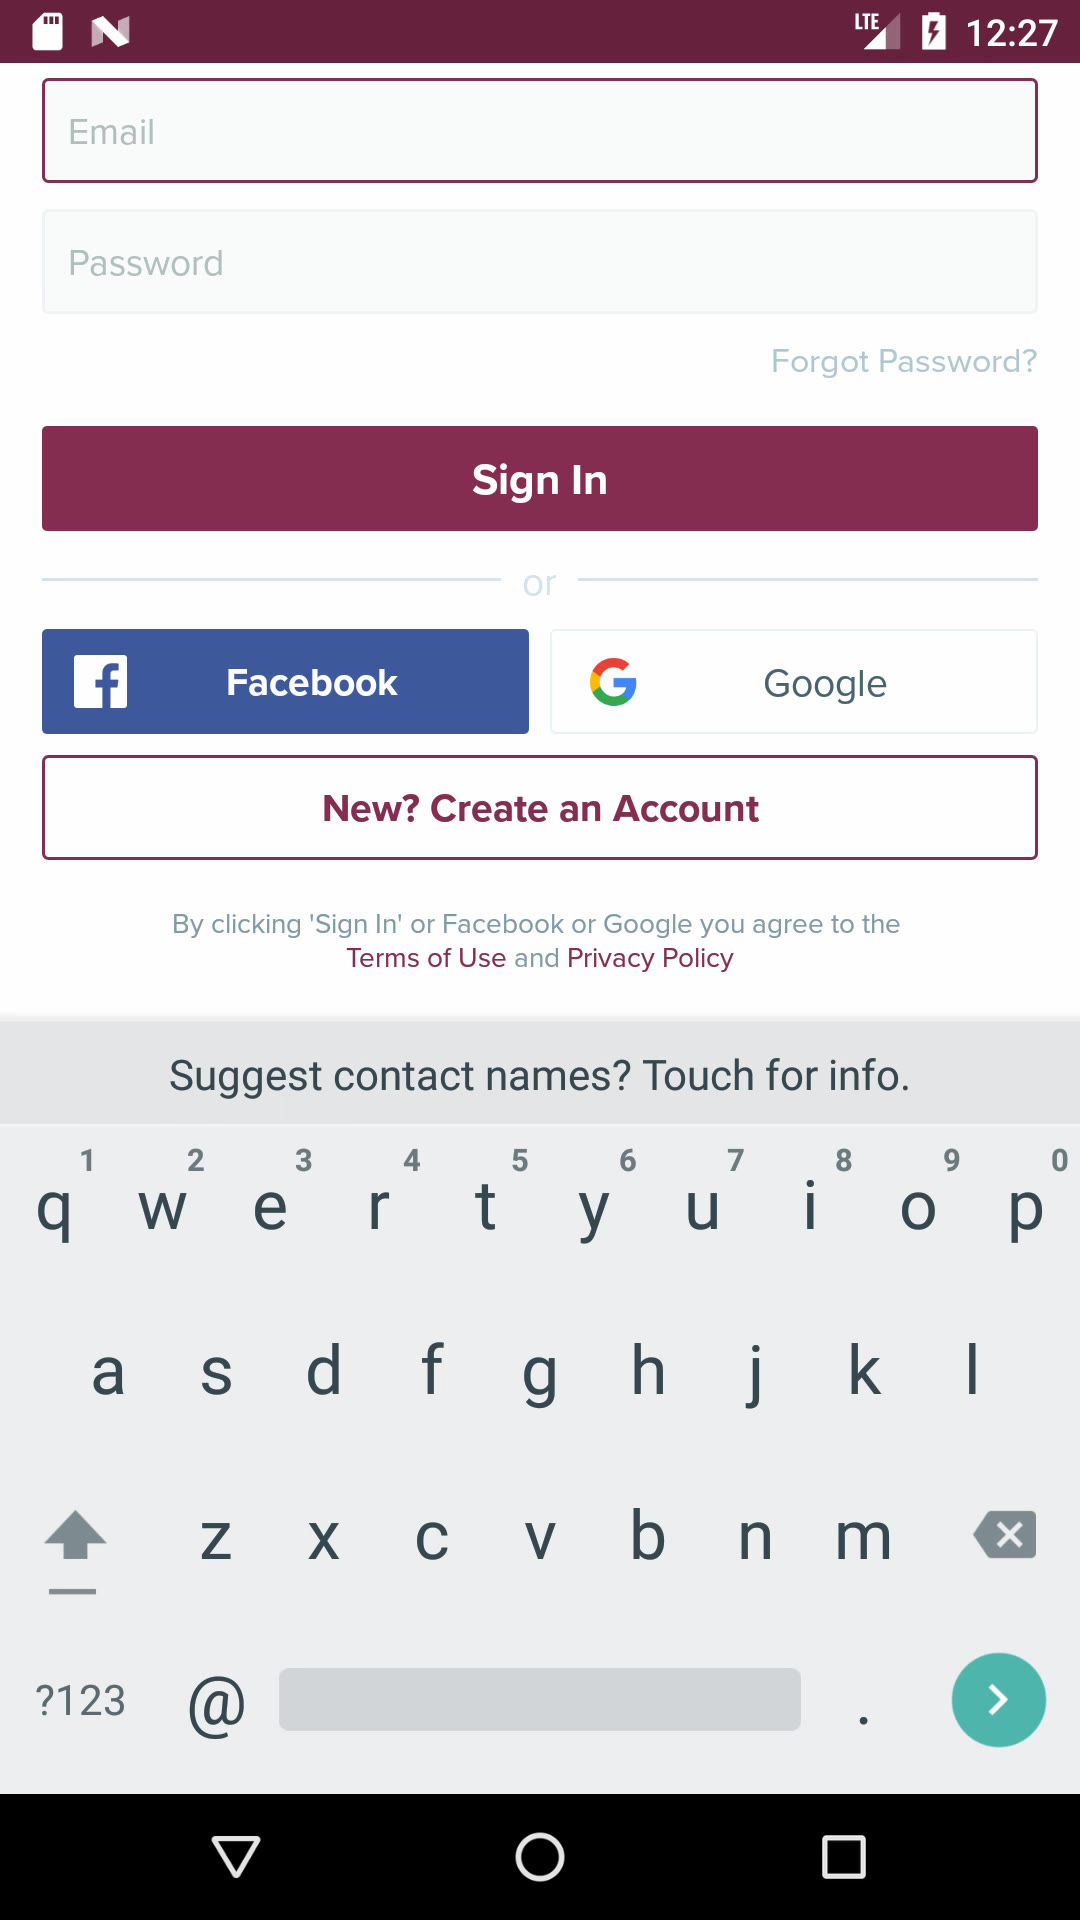 LTE 12:27
Email
Password
Forgot Password?
Sign In
or
Facebook
Google
New? Create an Account
By clicking 'Sign In' or Facebook or Google you agree to the
Terms of Use and Privacy Policy
Suggest contact names? Touch for info.
1 2 3 4 5 6 7 8 9 0
q w e r t y u i o p
a s d f g h j k l
z x c v b n m
?123 @ .